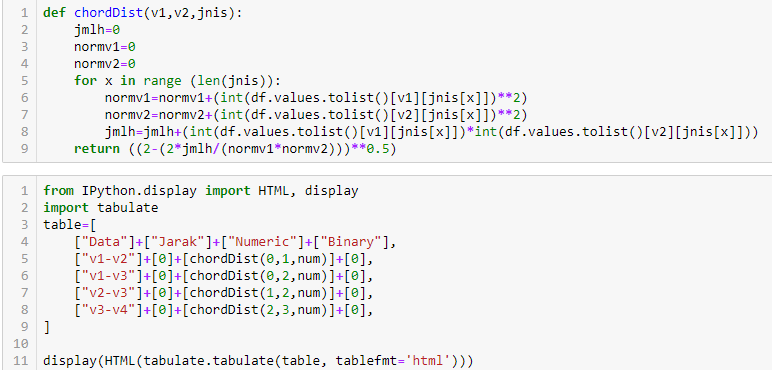 1 def chordDist(v1,v2,jnis):
2     jmlh=0
3     normv1=0
4     normv2=0
5     for x in range (len(jnis)):
6         normv1=normv1+(int(df.values.tolist()[v1][jnis[x]])**2)
7         normv2=normv2+(int(df.values.tolist()[v2][jnis[x]])**2)
8         jmlh=jmlh+(int(df.values.tolist()[v1][jnis[x]])*int(df.values.tolist()[v2][jnis[x]]))
9     return ((2-(2*jmlh/(normv1*normv2)))**0.5)
1 from IPython.display import HTML, display
2 import tabulate
3 table=[
4     ["Data"]+["Jarak"]+["Numeric"]+["Binary"],
5     ["v1-v2"]+[0]+[chordDist(0,1,num)]+[0],
6     ["v1-v3"]+[0]+[chordDist(0,2,num)]+[0],
7     ["v2-v3"]+[0]+[chordDist(1,2,num)]+[0],
8     ["v3-v4"]+[0]+[chordDist(2,3,num)]+[0],
9 ]
10
11 display(HTML(tabulate.tabulate(table, tablefmt='html')))